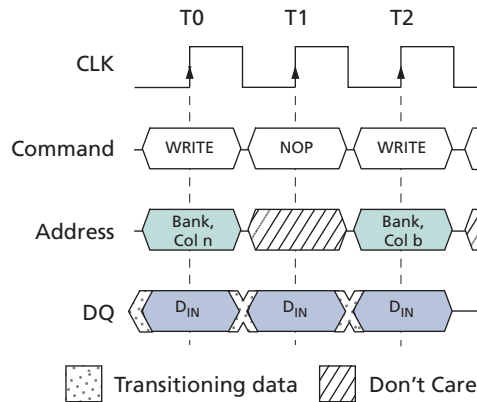 T0 T1 T2
CLK
Command WRITE NOP WRITE
Address Bank, Col n Bank, Col b
DQ DIN DIN DIN
Transitioning data Don't Care